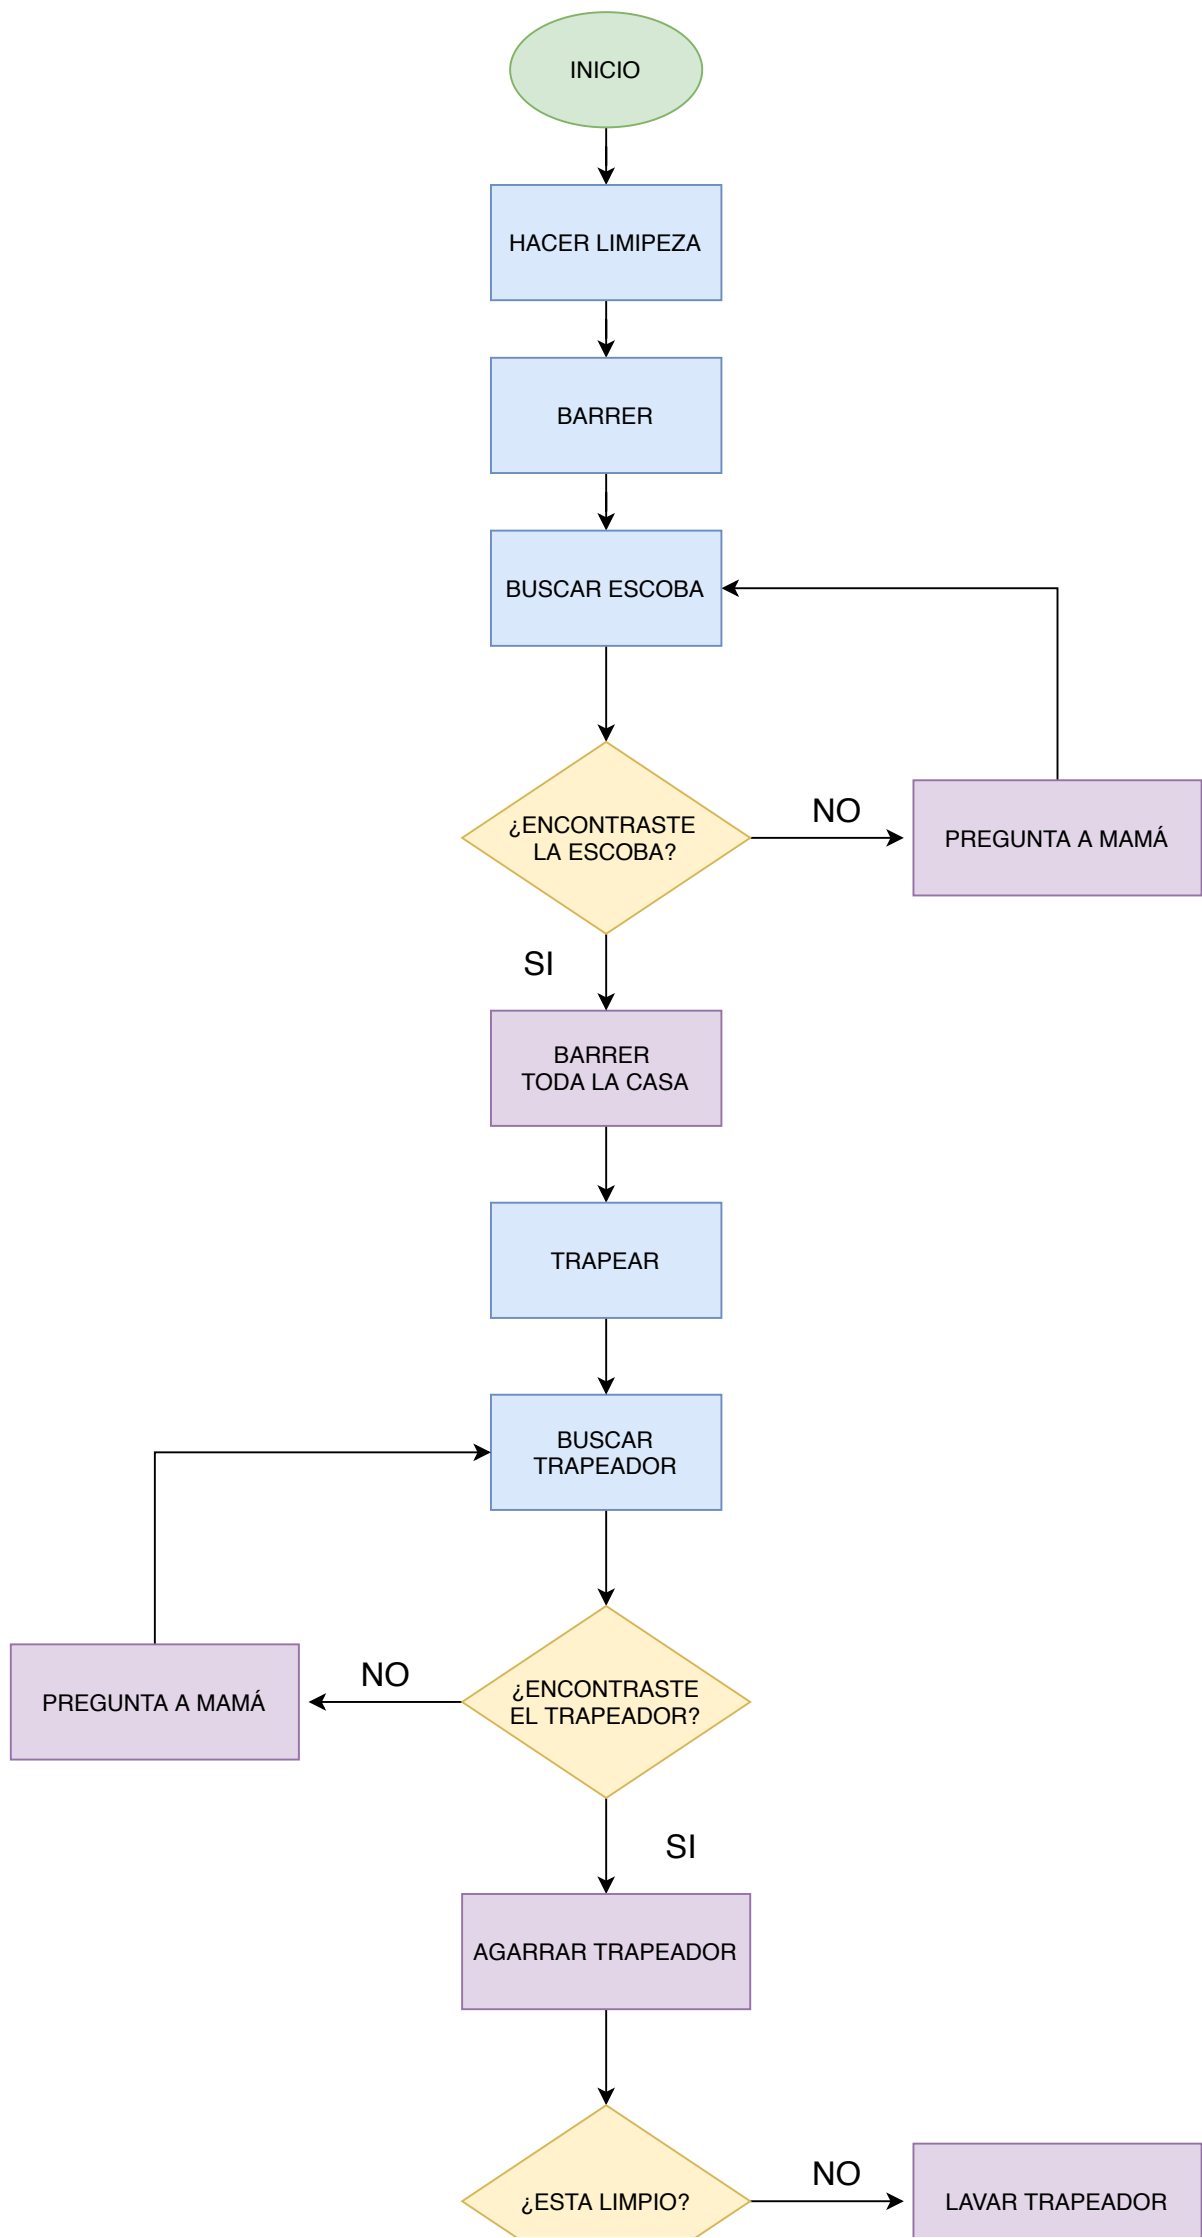 INICIO
HACER LIMIPEZA
BARRER
BUSCAR ESCOBA
¿ENCONTRASTE
LA ESCOBA?
NO
PREGUNTA A MAMÁ
SI
BARRER
TODA LA CASA
TRAPEAR
BUSCAR
TRAPEADOR
¿ENCONTRASTE
EL TRAPEADOR?
NO
PREGUNTA A MAMÁ
SI
AGARRAR TRAPEADOR
¿ESTA LIMPIO?
NO
LAVAR TRAPEADOR